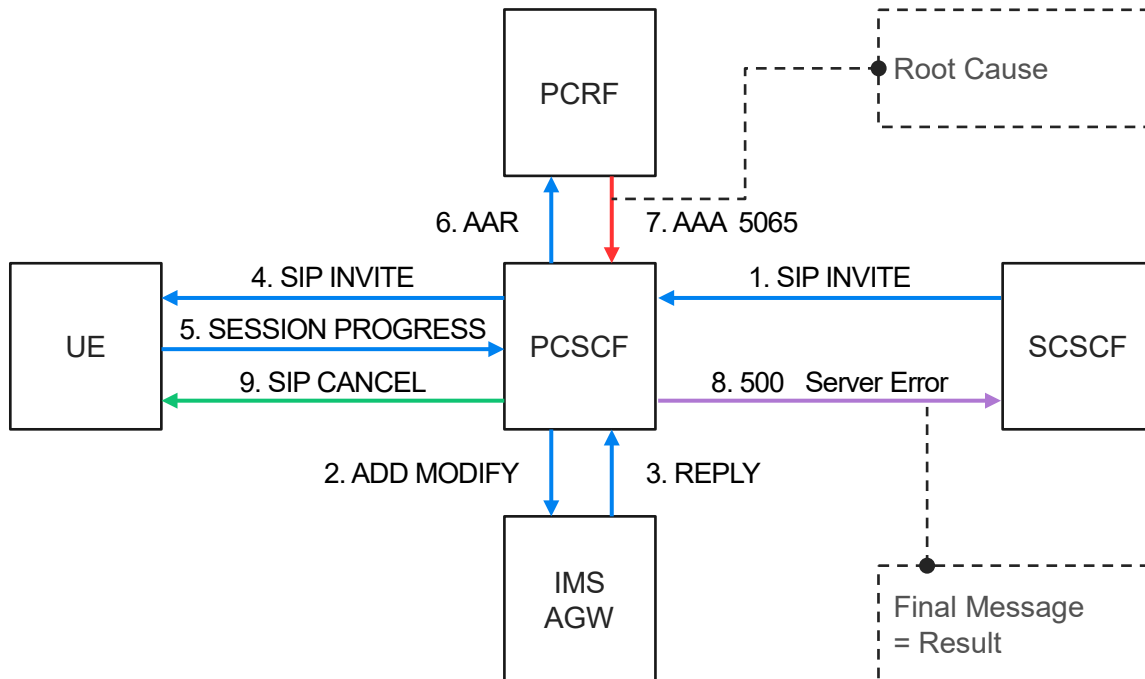 PCRF
Root Cause
6. AAR
7. AAA 5065
4. SIP INVITE
1. SIP INVITE
5. SESSION PROGRESS
UE
PCSCF
SCSCF
9. SIP CANCEL
8. 500 Server Error
2. ADD MODIFY
3. REPLY
IMS
AGW
Final Message
= Result